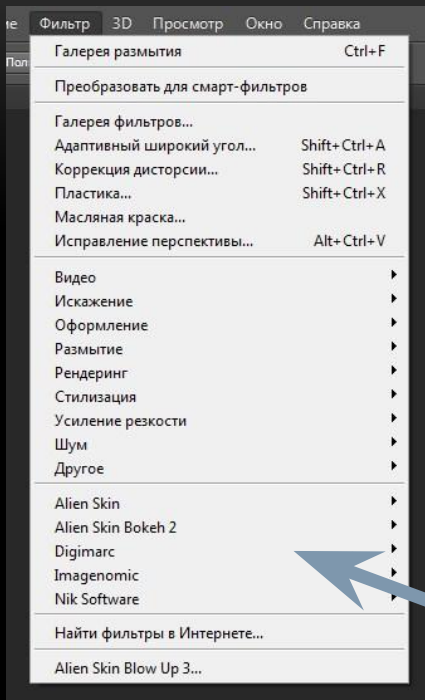 Фильтр 3D Просмотр Окно Справка
Галерея размытия Ctrl+F
Преобразовать для смарт-фильтров
Галерея фильтров...
Адаптивный широкий угол... Shift+Ctrl+A
Коррекция дисторсии... Shift+Ctrl+R
Пластика... Shift+Ctrl+X
Масляная краска...
Исправление перспективы... Alt+Ctrl+V
Видео
Искажение
Оформление
Размытие
Рендеринг
Стилизация
Усиление резкости
Шум
Другое
Alien Skin
Alien Skin Bokeh 2
Digimarc
Imagenomic
Nik Software
Найти фильтры в Интернете...
Alien Skin Blow Up 3...